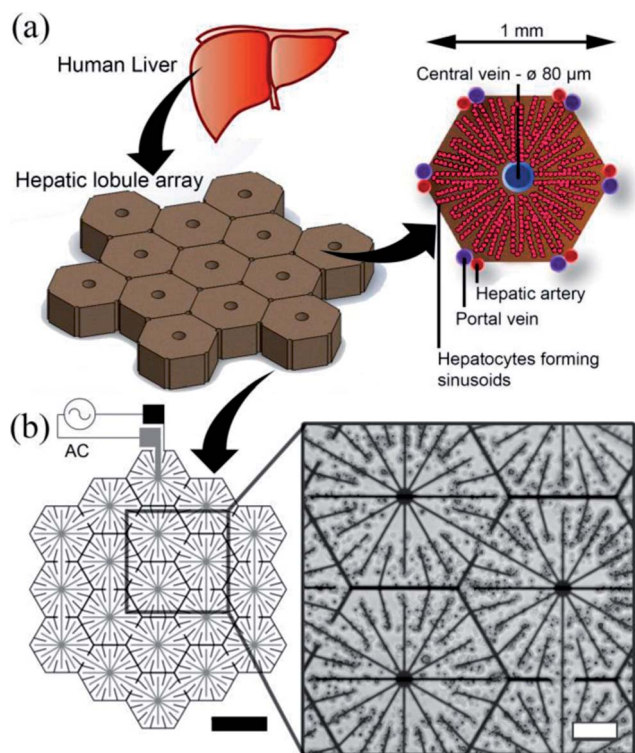 (a)
Human Liver
Hepatic lobule array
1 mm
Central vein - ø 80 µm
Hepatic artery
Portal vein
Hepatocytes forming
sinusoids
(b)
AC